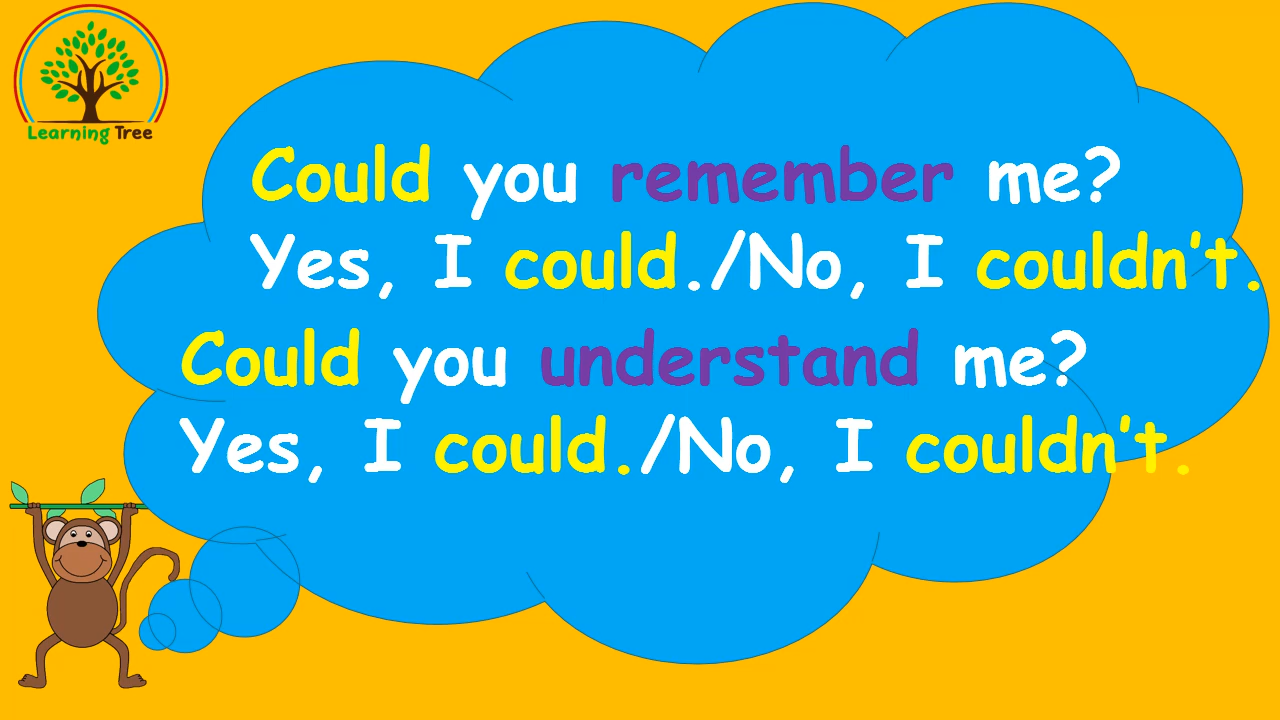 Learning Tree
Could you remember me?
Yes, I could./No, I couldn't.
Could you understand me?
Yes, I could./No, I couldn't.